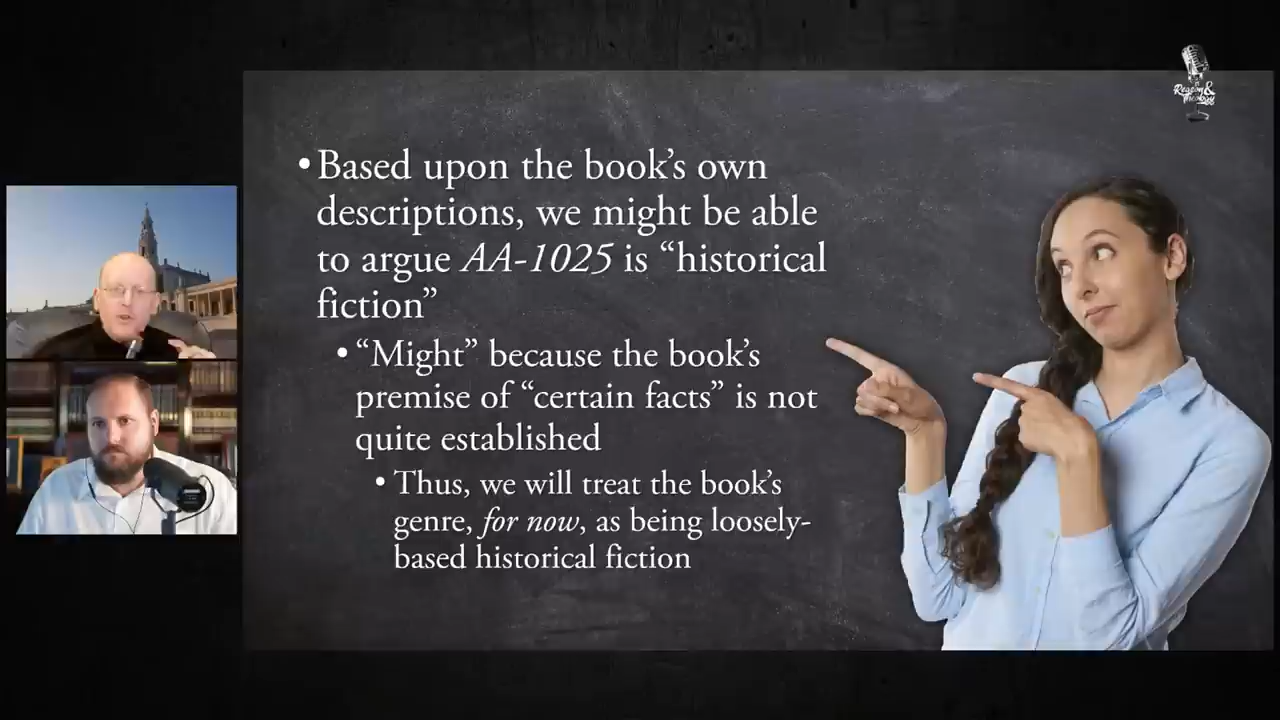 Reason &
Theology
• Based upon the book’s own
descriptions, we might be able
to argue AA-1025 is “historical
fiction”
• “Might” because the book’s
premise of “certain facts” is not
quite established
• Thus, we will treat the book’s
genre, for now, as being loosely-
based historical fiction